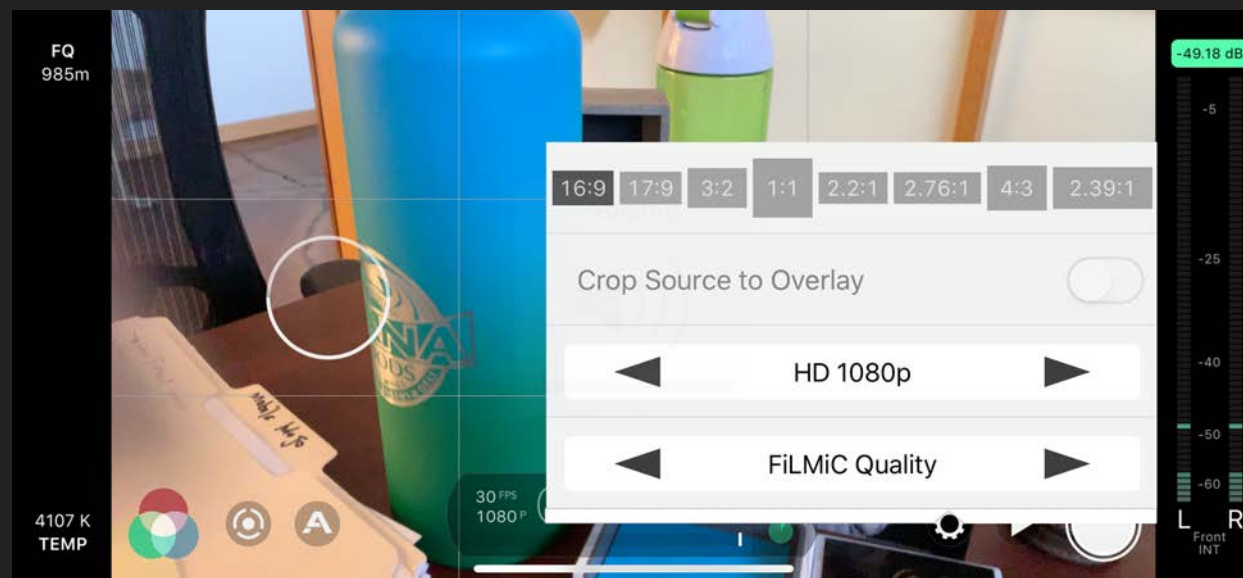 FQ
985m
-49.18 dB
-5
16:9 17:9 3:2 1:1 2.2:1 2.76:1 4:3 2.39:1
Crop Source to Overlay
-25
HD 1080p
-40
FiLMiC Quality
-50
-60
ANA
ODS
30 FPS
1080 P
4107 K
TEMP
A
L R
Front
INT